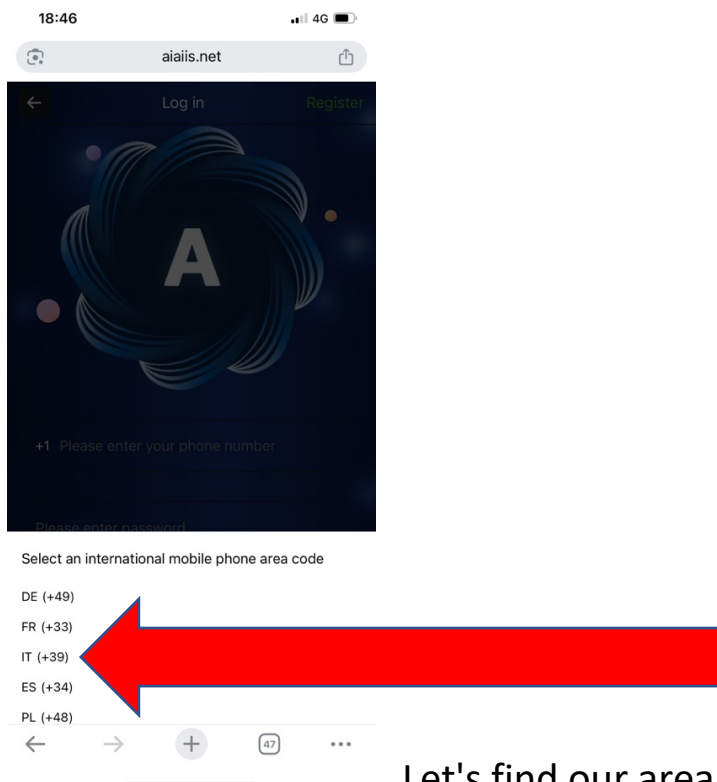 18:46
4G
aiaiis.net
Log in
Register
A
+1 Please enter your phone number
Please enter password
Select an international mobile phone area code
DE (+49)
FR (+33)
IT (+39)
ES (+34)
PL (+48)
47
Let's find our area